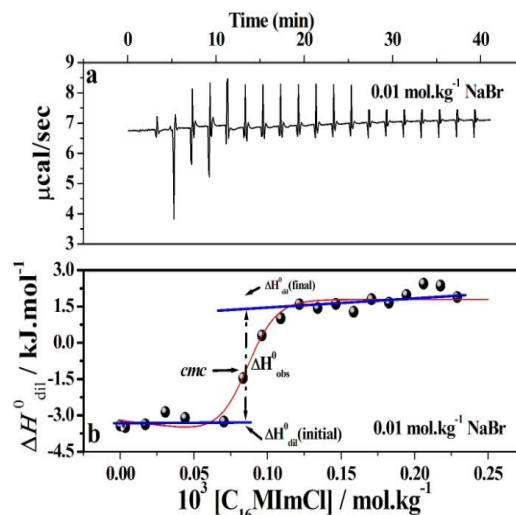 Time (min)
0 10 20 30 40
a
0.01 mol.kg⁻¹ NaBr
9
8
7
6
5
4
3
μcal/sec
3.0
1.5
0.0
-1.5
-3.0
-4.5
ΔH⁰dil / kJ.mol⁻¹
ΔH⁰dil(final)
cmc
ΔH⁰obs
ΔH⁰dil(initial)
b
0.01 mol.kg⁻¹ NaBr
0.00 0.05 0.10 0.15 0.20 0.25
10³ [C₁₆MImCl] / mol.kg⁻¹